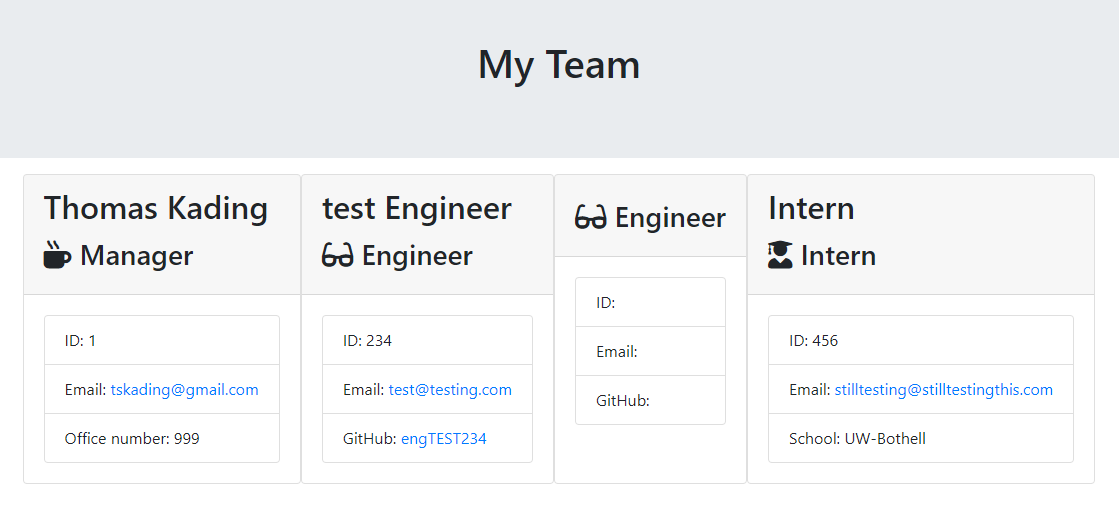 My Team
Thomas Kading
Manager
ID: 1
Email: tskading@gmail.com
Office number: 999
test Engineer
Engineer
ID: 234
Email: test@testing.com
GitHub: engTEST234
Engineer
ID:
Email:
GitHub:
Intern
Intern
ID: 456
Email: stilltesting@stilltestingthis.com
School: UW-Bothell